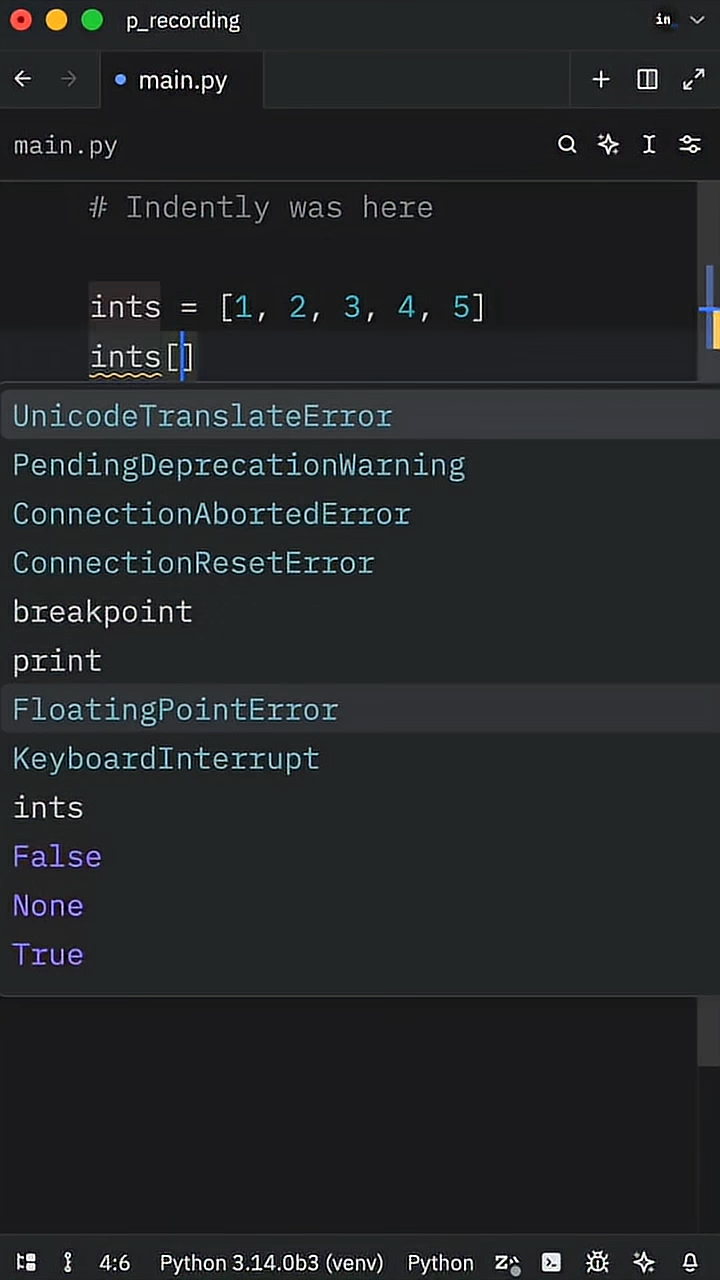 p_recording
in_
main.py
main.py
# Indently was here
ints = [1, 2, 3, 4, 5]
ints[]
UnicodeTranslateError
PendingDeprecationWarning
ConnectionAbortedError
ConnectionResetError
breakpoint
print
FloatingPointError
KeyboardInterrupt
ints
False
None
True
4:6 Python 3.14.0b3 (venv) Python